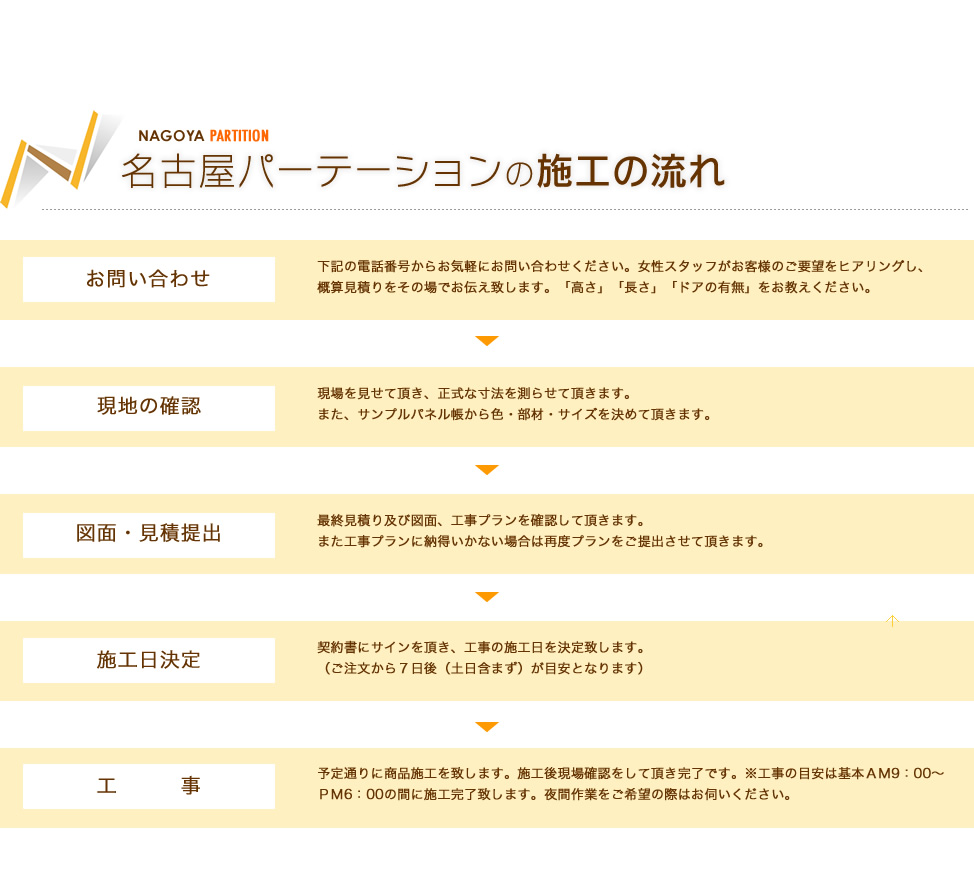 NAGOYA PARTITION
名古屋パーテーションの施工の流れ
お問い合わせ
下記の電話番号からお気軽にお問い合わせください。女性スタッフがお客様のご要望をヒアリングし、
概算見積りをその場でお伝え致します。「高さ」「長さ」「ドアの有無」をお教えください。
現地の確認
現場を見せて頂き、正式な寸法を測らせて頂きます。
また、サンプルパネル帳から色・部材・サイズを決めて頂きます。
図面・見積提出
最終見積り及び図面、工事プランを確認して頂きます。
また工事プランに納得いかない場合は再度プランをご提出させて頂きます。
施工日決定
契約書にサインを頂き、工事の施工日を決定致します。
（ご注文から７日後（土日含まず）が目安となります）
工　　　事
予定通りに商品施工を致します。施工後現場確認をして頂き完了です。※工事の目安は基本ＡＭ9：00～
ＰＭ6：00の間に施工完了致します。夜間作業をご希望の際はお伺いください。